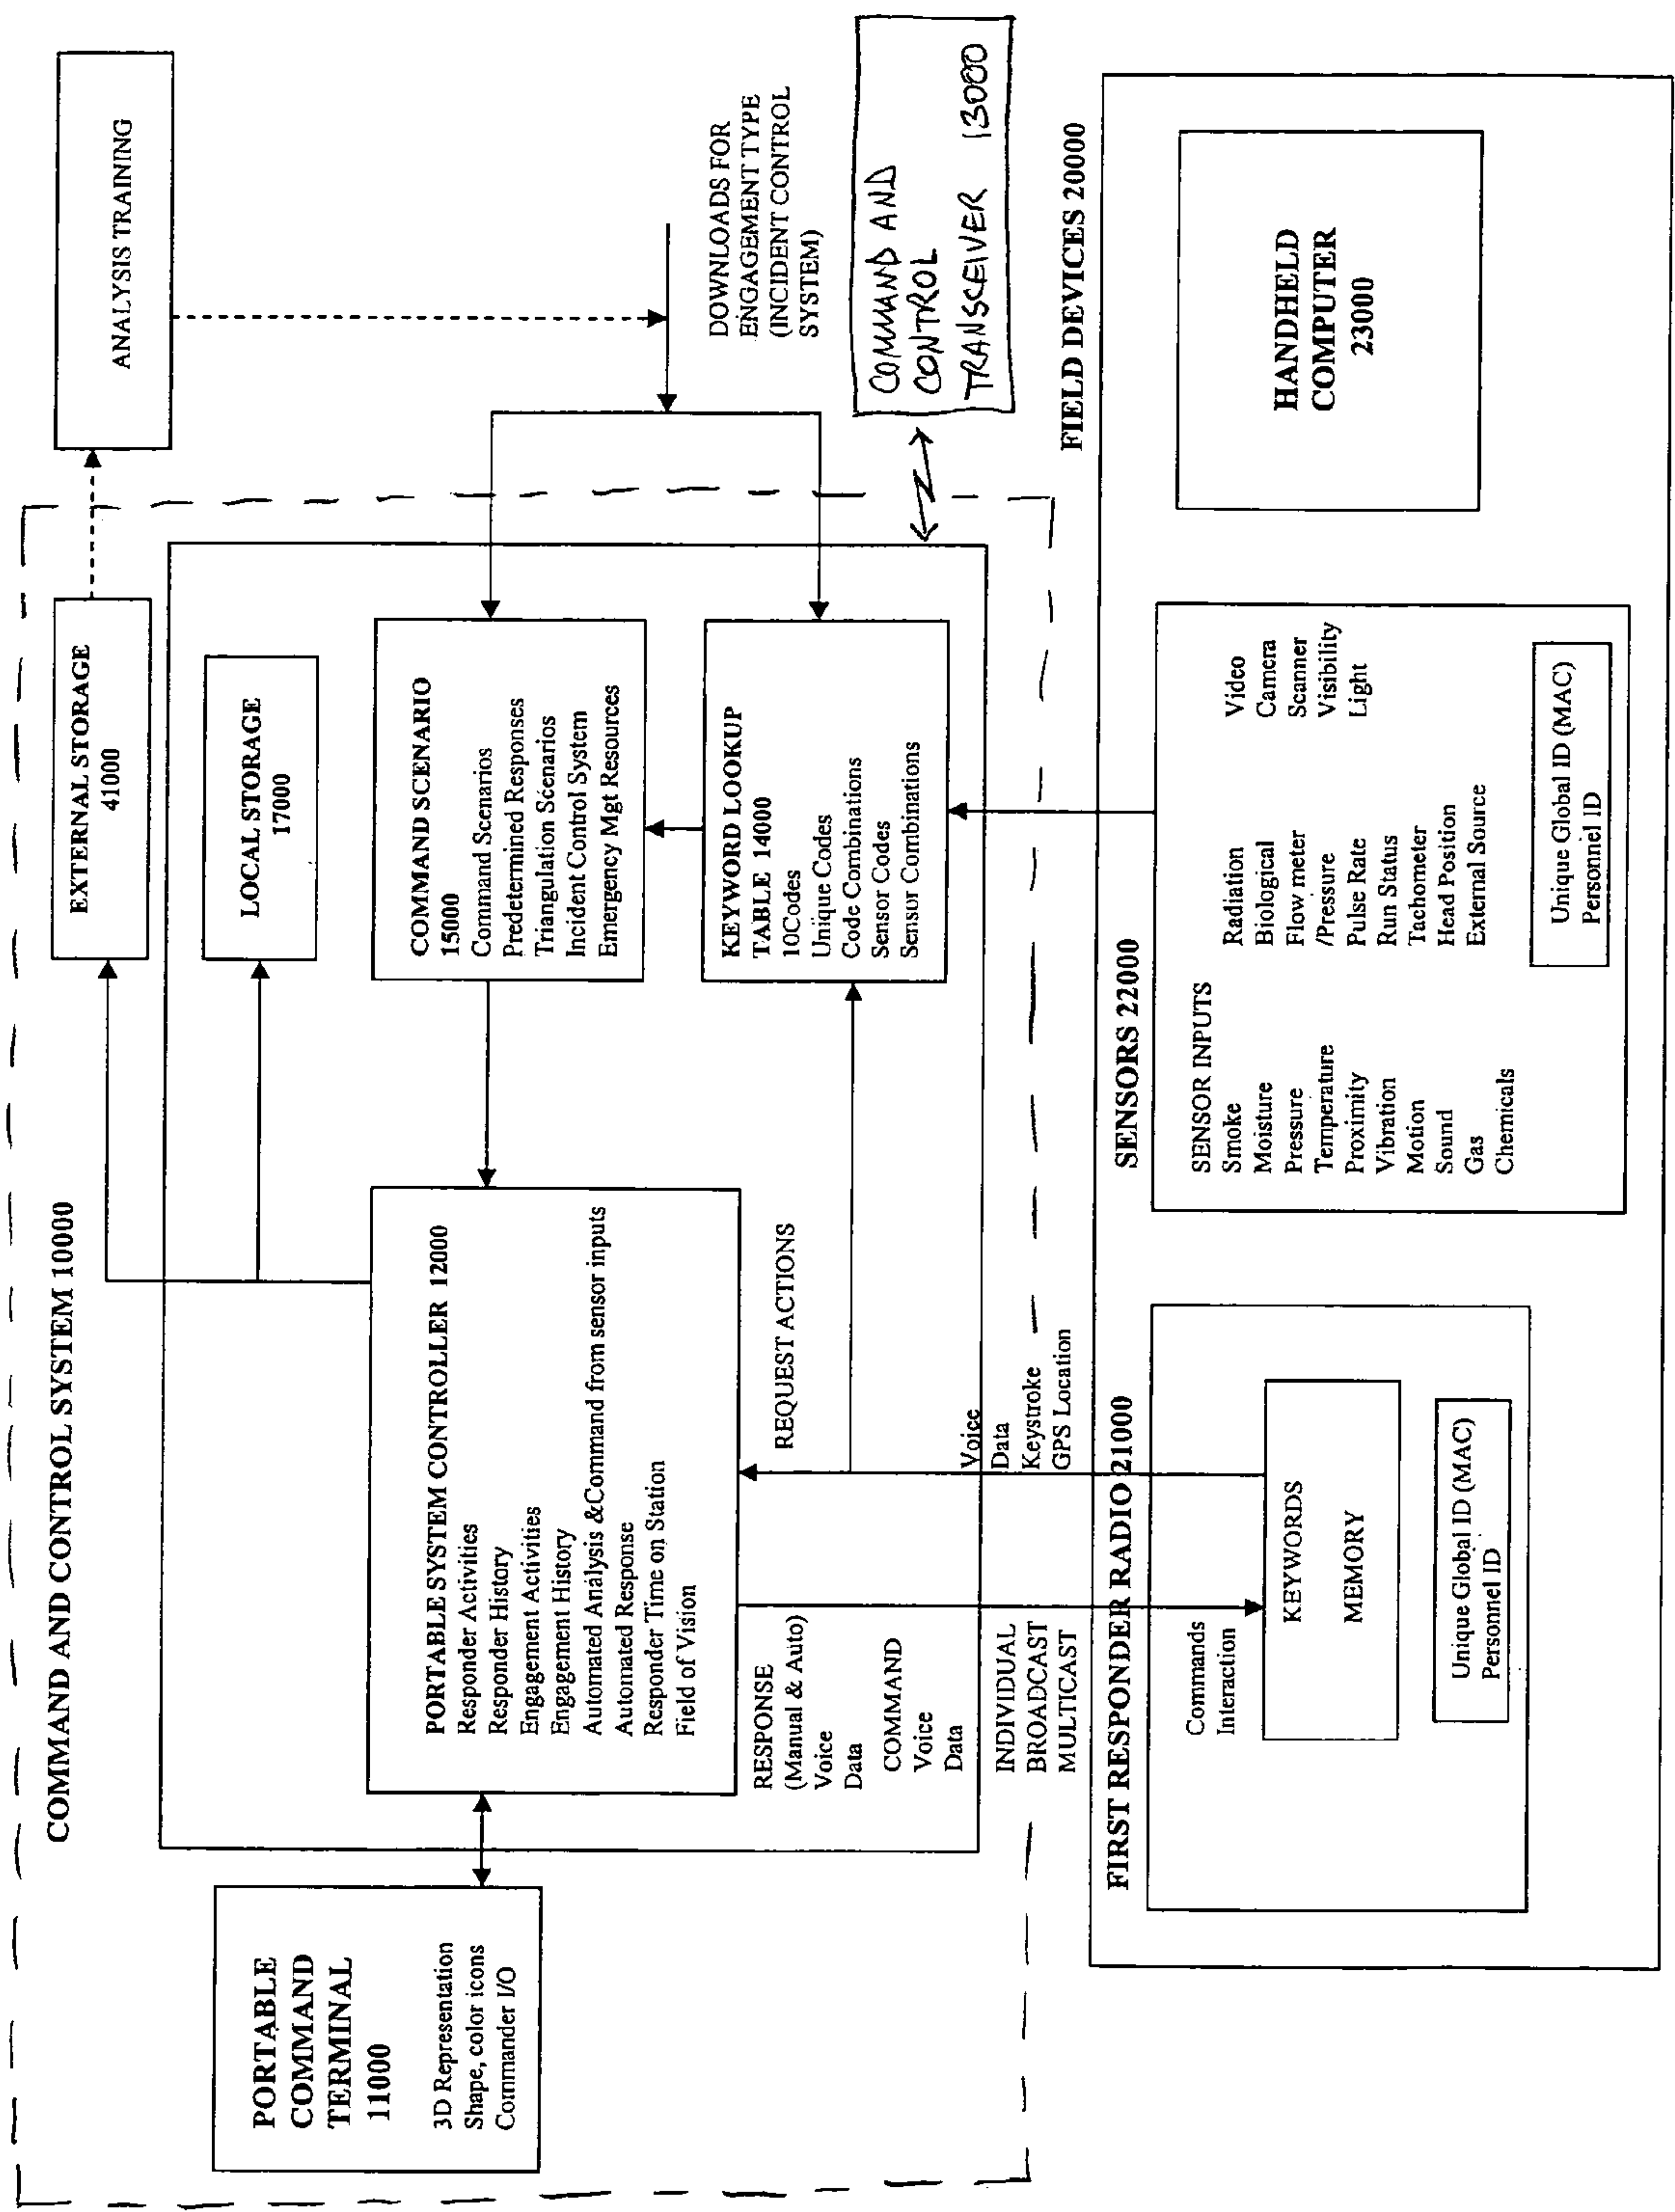 COMMAND AND CONTROL SYSTEM 10000
PORTABLE
COMMAND
TERMINAL
11000
3D Representation
Shape, color icons
Commander I/O
EXTERNAL STORAGE
41000
ANALYSIS TRAINING
LOCAL STORAGE
17000
PORTABLE SYSTEM CONTROLLER 12000
Responder Activities
Responder History
Engagement Activities
Engagement History
Automated Analysis &Command from sensor inputs
Automated Response
Responder Time on Station
Field of Vision
COMMAND SCENARIO
15000
Command Scenarios
Predetermined Responses
Triangulation Scenarios
Incident Control System
Emergency Mgt Resources
KEYWORD LOOKUP
TABLE 14000
10Codes
Unique Codes
Code Combinations
Sensor Codes
Sensor Combinations
DOWNLOADS FOR
ENGAGEMENT TYPE
(INCIDENT CONTROL
SYSTEM)
COMMAND AND
CONTROL
TRANSCEIVER 13000
RESPONSE
(Manual & Auto)
Voice
Data
COMMAND
Voice
Data
REQUEST ACTIONS
INDIVIDUAL
BROADCAST
MULTICAST
Voice
Data
Keystroke
GPS Location
FIELD DEVICES 20000
FIRST RESPONDER RADIO 21000
Commands
Interaction
KEYWORDS
MEMORY
Unique Global ID (MAC)
Personnel ID
SENSORS 22000
SENSOR INPUTS
Smoke
Moisture
Pressure
Temperature
Proximity
Vibration
Motion
Sound
Gas
Chemicals
Radiation
Biological
Flow meter
/Pressure
Pulse Rate
Run Status
Tachometer
Head Position
External Source
Video
Camera
Scanner
Visibility
Light
Unique Global ID (MAC)
Personnel ID
HANDHELD
COMPUTER
23000